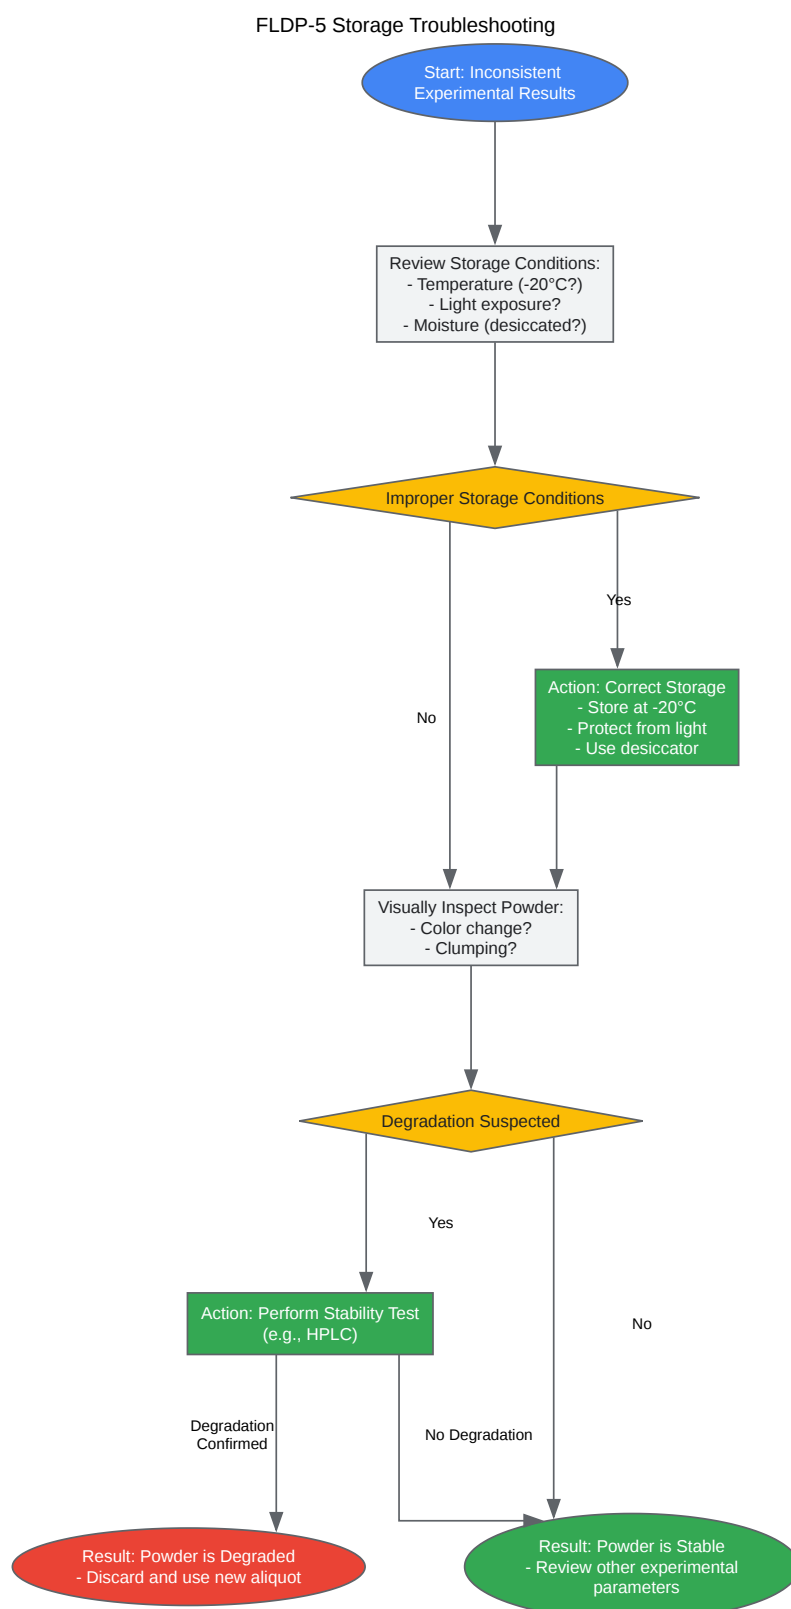 FLDP-5 Storage Troubleshooting
Start: Inconsistent
Experimental Results
Review Storage Conditions:
- Temperature (-20°C?)
- Light exposure?
- Moisture (desiccated?)
Improper Storage Conditions
Yes
Action: Correct Storage
- Store at -20°C
- Protect from light
- Use desiccator
No
Visually Inspect Powder:
- Color change?
- Clumping?
Degradation Suspected
Yes
Action: Perform Stability Test
(e.g., HPLC)
No
Degradation
Confirmed
No Degradation
Result: Powder is Degraded
- Discard and use new aliquot
Result: Powder is Stable
- Review other experimental
parameters